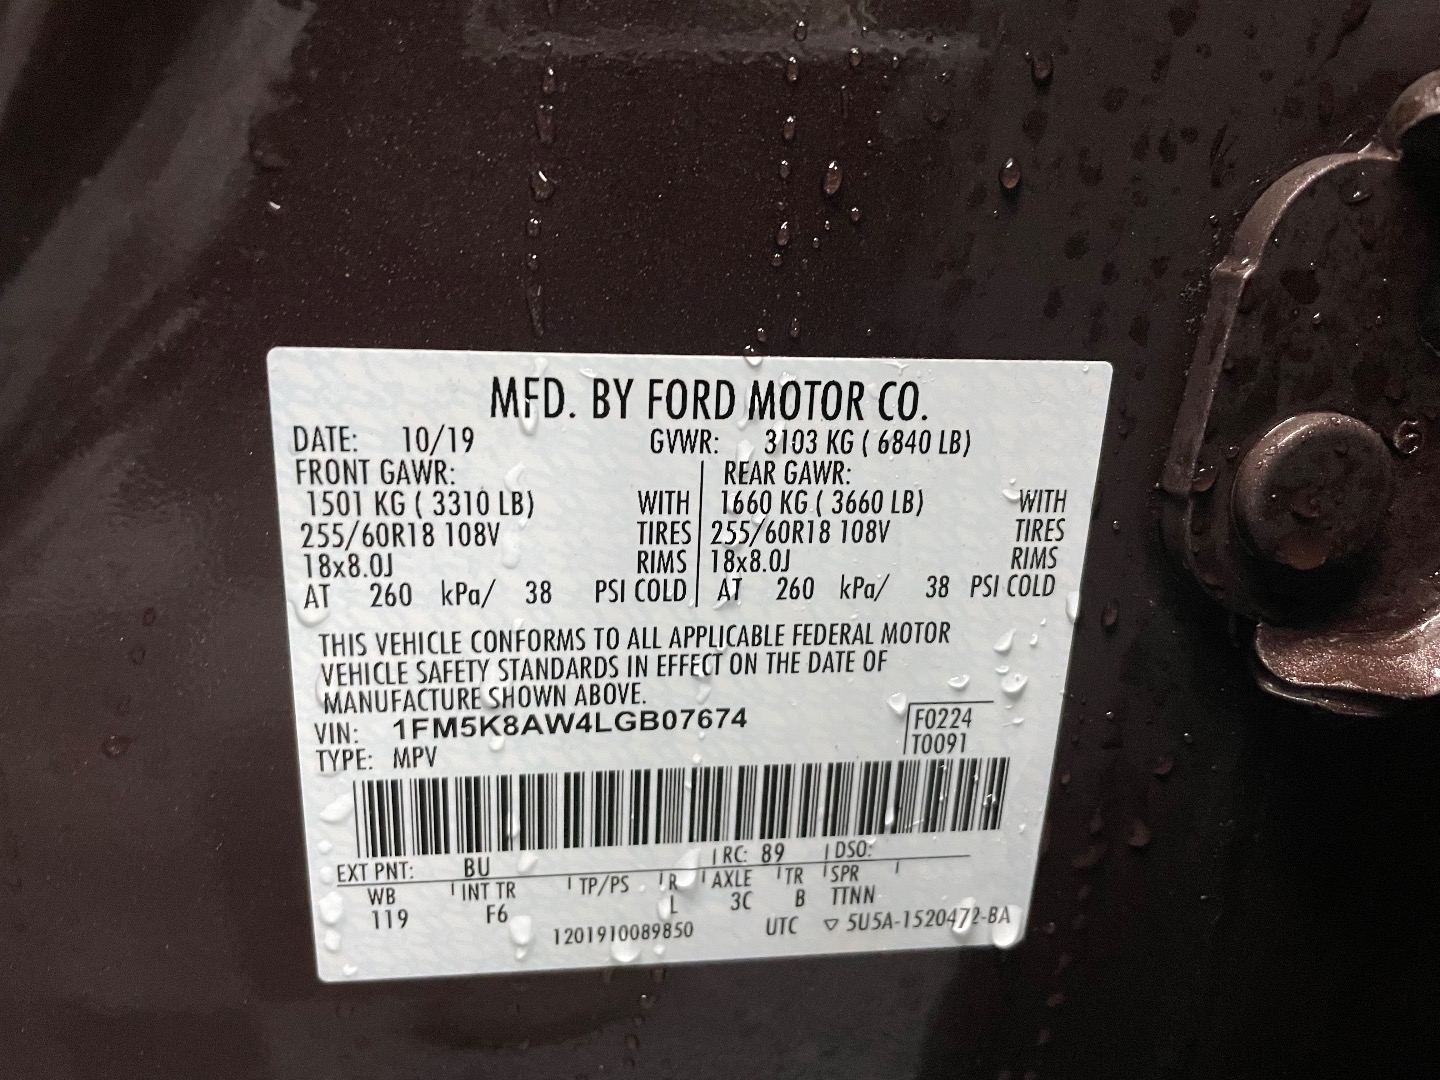 MFD. BY FORD MOTOR CO.
DATE: 10/19 GVWR: 3103 KG ( 6840 LB)
FRONT GAWR: REAR GAWR:
1501 KG ( 3310 LB) WITH 1660 KG ( 3660 LB) WITH
255/60R18 108V TIRES 255/60R18 108V TIRES
18x8.0J RIMS 18x8.0J RIMS
AT 260 kPa/ 38 PSI COLD AT 260 kPa/ 38 PSI COLD
THIS VEHICLE CONFORMS TO ALL APPLICABLE FEDERAL MOTOR
VEHICLE SAFETY STANDARDS IN EFFECT ON THE DATE OF
MANUFACTURE SHOWN ABOVE.
VIN: 1FM5K8AW4LGB07674 F0224
TYPE: MPV T0091
EXT PNT: BU RC: 89 DSO:
WB INT TR TP/PS R AXLE TR SPR
119 F6 L 3C B TTNN
1201910089850 UTC ▽ 5U5A-1520472-BA